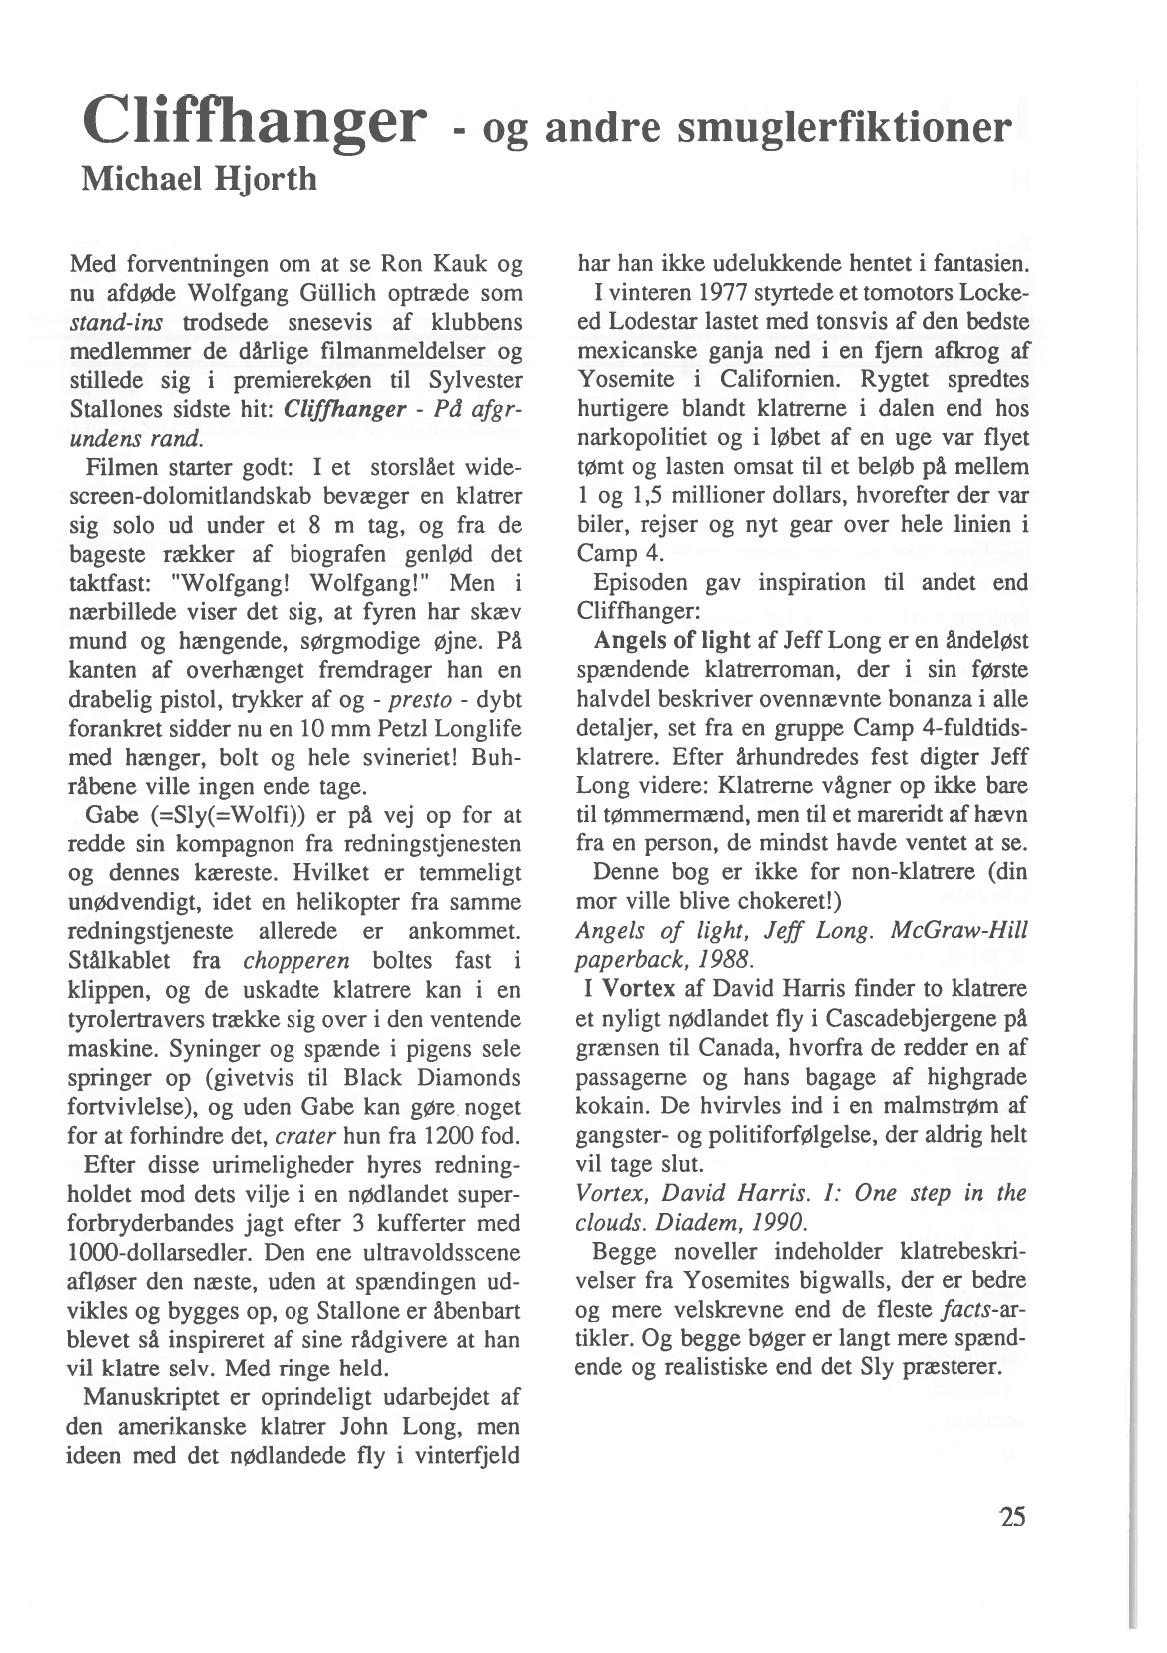 Cliffhanger - og andre smuglerfiktioner
Michael Hjorth
Med forventningen om at se Ron Kauk og
nu afdøde Wolfgang Güllich optræde som
stand-ins trodsede snesevis af klubbens
medlemmer de dårlige filmanmeldelser og
stillede sig i premierekøen til Sylvester
Stallones sidste hit: Cliffhanger - På afgr-
undens rand.
Filmen starter godt: I et storslået wide-
screen-dolomitlandskab bevæger en klatrer
sig solo ud under et 8 m tag, og fra de
bageste rækker af biografen genlød det
taktfast: "Wolfgang! Wolfgang!" Men i
nærbillede viser det sig, at fyren har skæv
mund og hængende, sørgmodige øjne. På
kanten af overhænget fremdrager han en
drabelig pistol, trykker af og - presto - dybt
forankret sidder nu en 10 mm Petzl Longlife
med hænger, bolt og hele svineriet! Buh-
råbene ville ingen ende tage.
Gabe (=Sly(=Wolfi)) er på vej op for at
redde sin kompagnon fra redningstjenesten
og dennes kæreste. Hvilket er temmeligt
unødvendigt, idet en helikopter fra samme
redningstjeneste allerede er ankommet.
Stålkablet fra chopperen boltes fast i
klippen, og de uskadte klatrere kan i en
tyrolertravers trække sig over i den ventende
maskine. Syninger og spænde i pigens sele
springer op (givetvis til Black Diamonds
fortvivlelse), og uden Gabe kan gøre noget
for at forhindre det, crater hun fra 1200 fod.
Efter disse urimeligheder hyres redning-
holdet mod dets vilje i en nødlandet super-
forbryderbandes jagt efter 3 kufferter med
1000-dollarsedler. Den ene ultravoldsscene
afløser den næste, uden at spændingen ud-
vikles og bygges op, og Stallone er åbenbart
blevet så inspireret af sine rådgivere at han
vil klatre selv. Med ringe held.
Manuskriptet er oprindeligt udarbejdet af
den amerikanske klatrer John Long, men
ideen med det nødlandede fly i vinterfjeld
har han ikke udelukkende hentet i fantasien.
I vinteren 1977 styrtede et tomotors Locke-
ed Lodestar lastet med tonsvis af den bedste
mexicanske ganja ned i en fjern afkrog af
Yosemite i Californien. Rygtet spredtes
hurtigere blandt klatrerne i dalen end hos
narkopolitiet og i løbet af en uge var flyet
tømt og lasten omsat til et beløb på mellem
1 og 1,5 millioner dollars, hvorefter der var
biler, rejser og nyt gear over hele linien i
Camp 4.
Episoden gav inspiration til andet end
Cliffhanger:
Angels of light af Jeff Long er en åndeløst
spændende klatrerroman, der i sin første
halvdel beskriver ovennævnte bonanza i alle
detaljer, set fra en gruppe Camp 4-fuldtids-
klatrere. Efter århundredes fest digter Jeff
Long videre: Klatrerne vågner op ikke bare
til tømmermænd, men til et mareridt af hævn
fra en person, de mindst havde ventet at se.
Denne bog er ikke for non-klatrere (din
mor ville blive chokeret!)
Angels of light, Jeff Long. McGraw-Hill
paperback, 1988.
I Vortex af David Harris finder to klatrere
et nyligt nødlandet fly i Cascadebjergene på
grænsen til Canada, hvorfra de redder en af
passagerne og hans bagage af highgrade
kokain. De hvirvles ind i en malmstrøm af
gangster- og politiforfølgelse, der aldrig helt
vil tage slut.
Vortex, David Harris. I: One step in the
clouds. Diadem, 1990.
Begge noveller indeholder klatrebeskri-
velser fra Yosemites bigwalls, der er bedre
og mere velskrevne end de fleste facts-ar-
tikler. Og begge bøger er langt mere spænd-
ende og realistiske end det Sly præsterer.
25